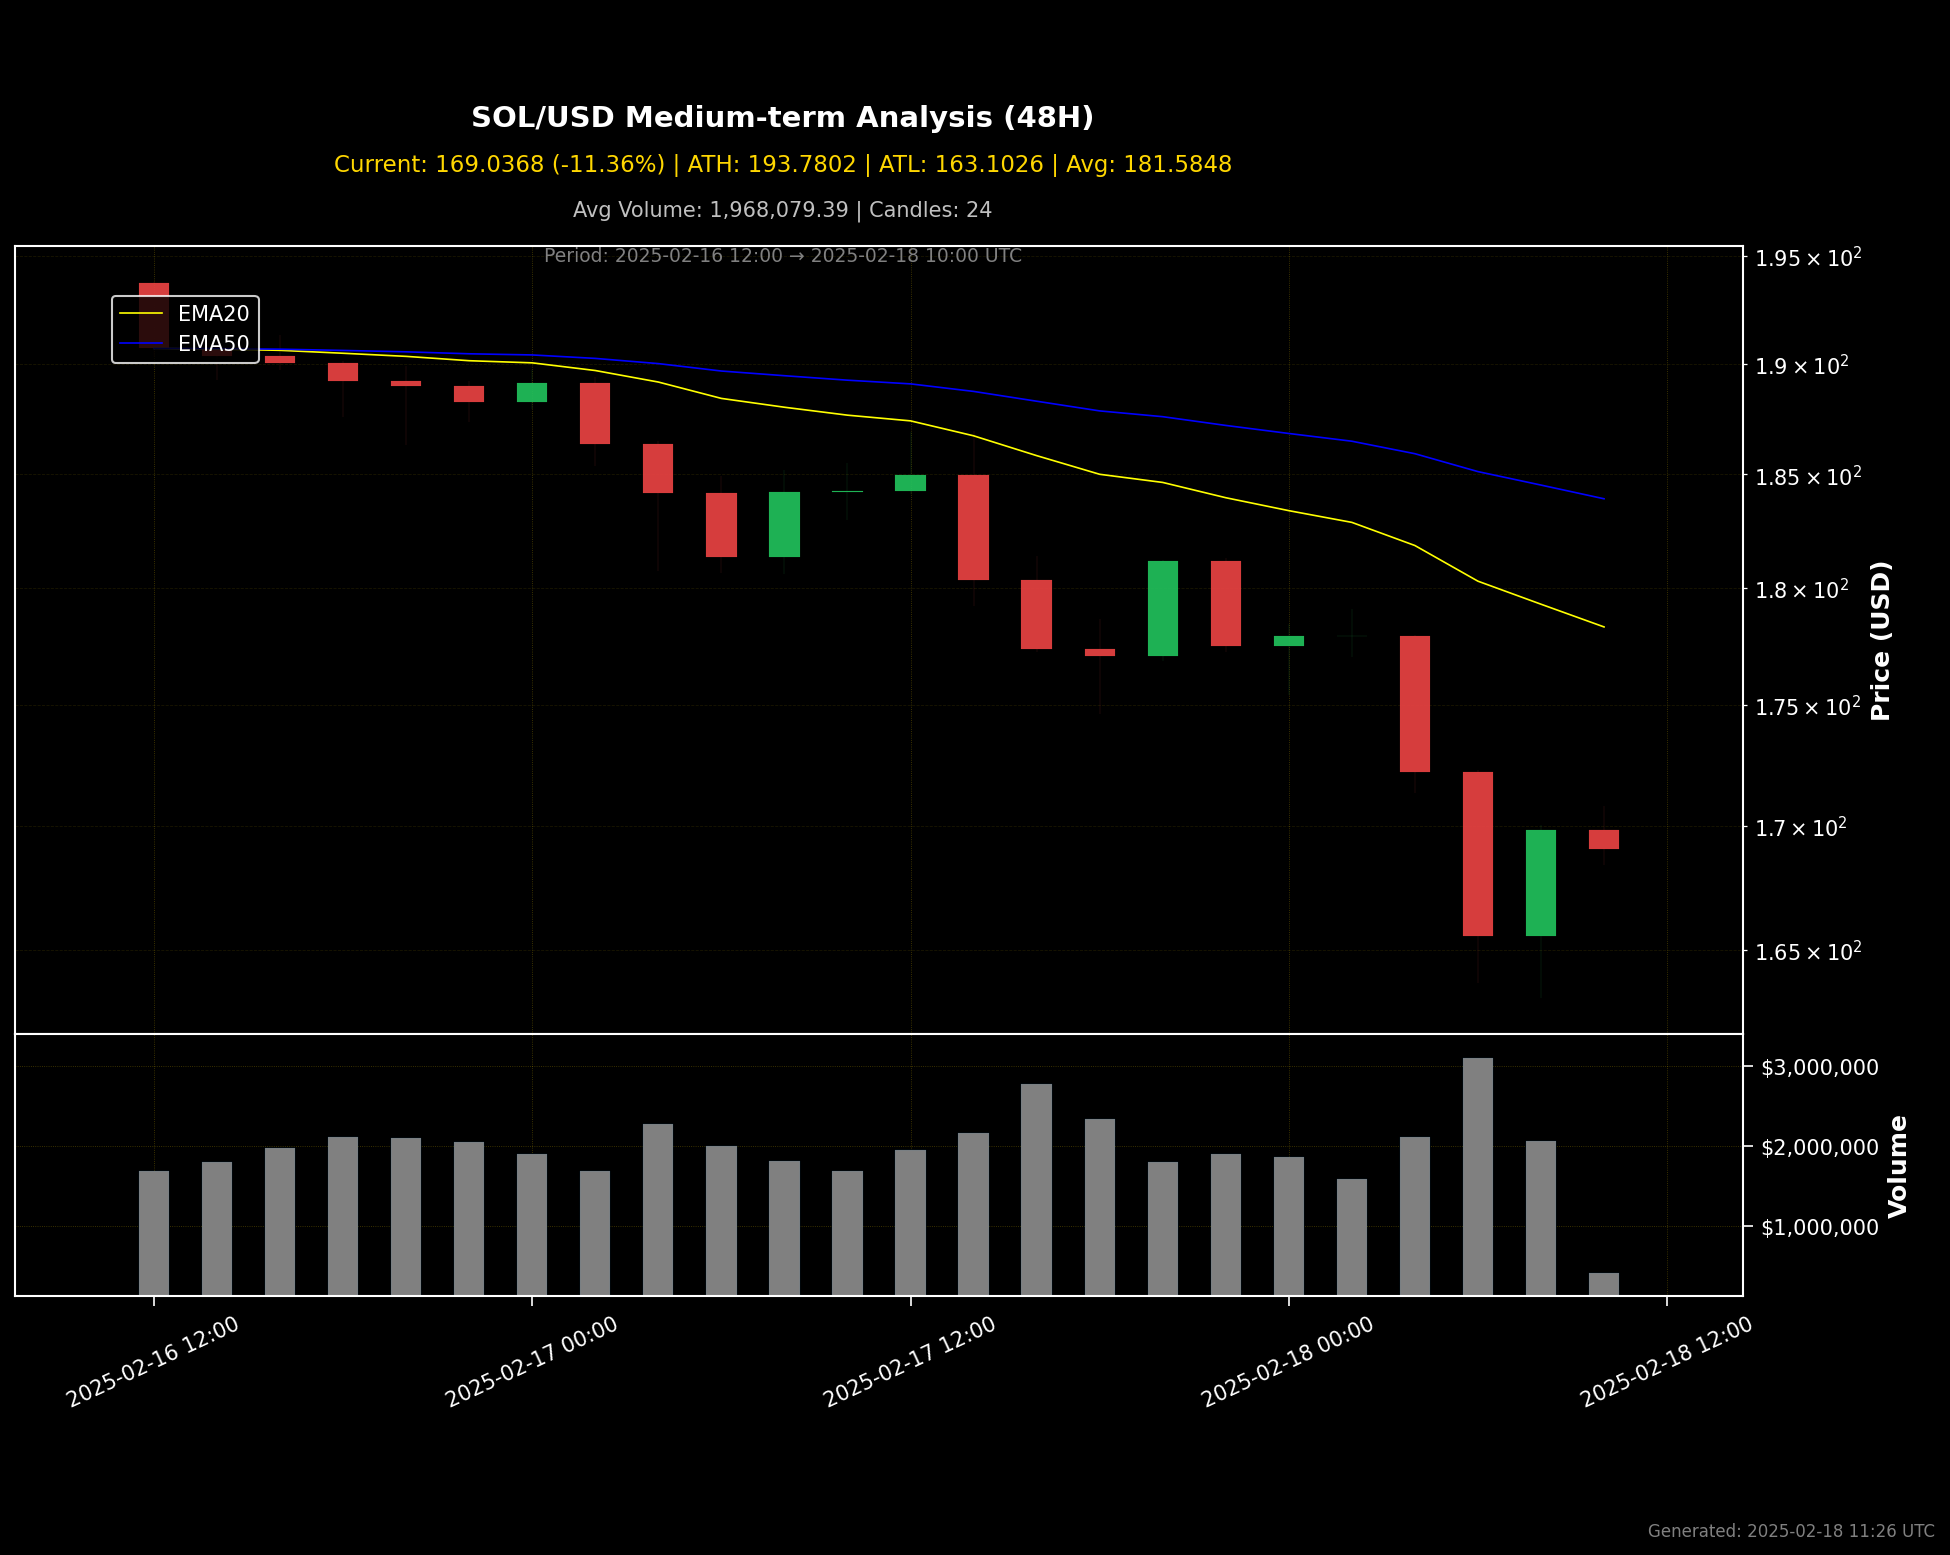 SOL/USD Medium-term Analysis (48H)
Current: 169.0368 (-11.36%) | ATH: 193.7802 | ATL: 163.1026 | Avg: 181.5848
Avg Volume: 1,968,079.39 | Candles: 24
Period: 2025-02-16 12:00 → 2025-02-18 10:00 UTC
EMA20
EMA50
1.95 × 10²
1.9 × 10²
1.85 × 10²
1.8 × 10²
1.75 × 10²
1.7 × 10²
1.65 × 10²
Price (USD)
$3,000,000
$2,000,000
$1,000,000
Volume
2025-02-16 12:00
2025-02-17 00:00
2025-02-17 12:00
2025-02-18 00:00
2025-02-18 12:00
Generated: 2025-02-18 11:26 UTC